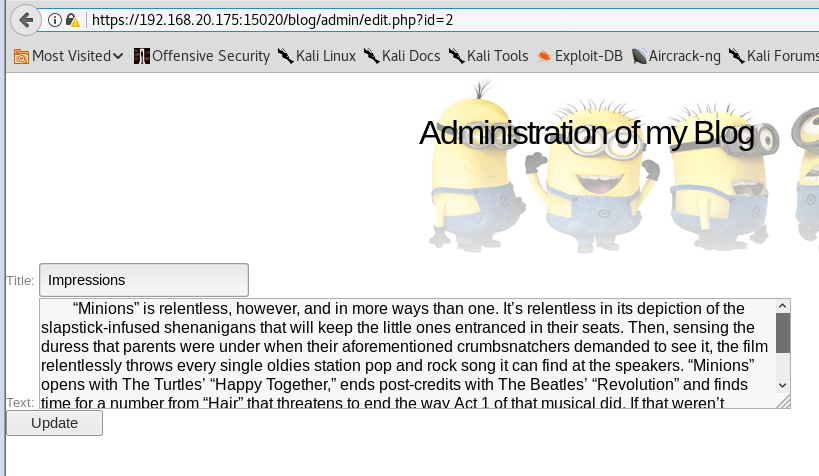 https://192.168.20.175:15020/blog/admin/edit.php?id=2
Most Visited Offensive Security Kali Linux Kali Docs Kali Tools Exploit-DB Aircrack-ng Kali Forums
Administration of my Blog
Title: Impressions
“Minions” is relentless, however, and in more ways than one. It’s relentless in its depiction of the
slapstick-infused shenanigans that will keep the little ones entranced in their seats. Then, sensing the
duress that parents were under when their aforementioned crumbsnatchers demanded to see it, the film
relentlessly throws every single oldies station pop and rock song it can find at the speakers. “Minions”
opens with The Turtles’ “Happy Together,” ends post-credits with The Beatles’ “Revolution” and finds
time for a number from “Hair” that threatens to end the way Act 1 of that musical did. If that weren’t
Text:
Update